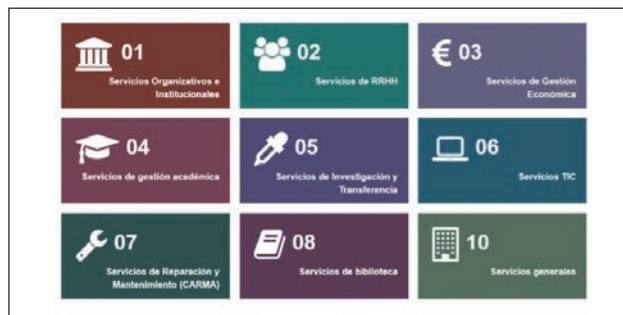 01
Servicios Organizativos e
Institucionales
02
Servicios de RRHH
€ 03
Servicios de Gestión
Económica
04
Servicios de gestión académica
05
Servicios de Investigación y
Transferencia
06
Servicios TIC
07
Servicios de Reparación y
Mantenimiento (CARMA)
08
Servicios de biblioteca
10
Servicios generales